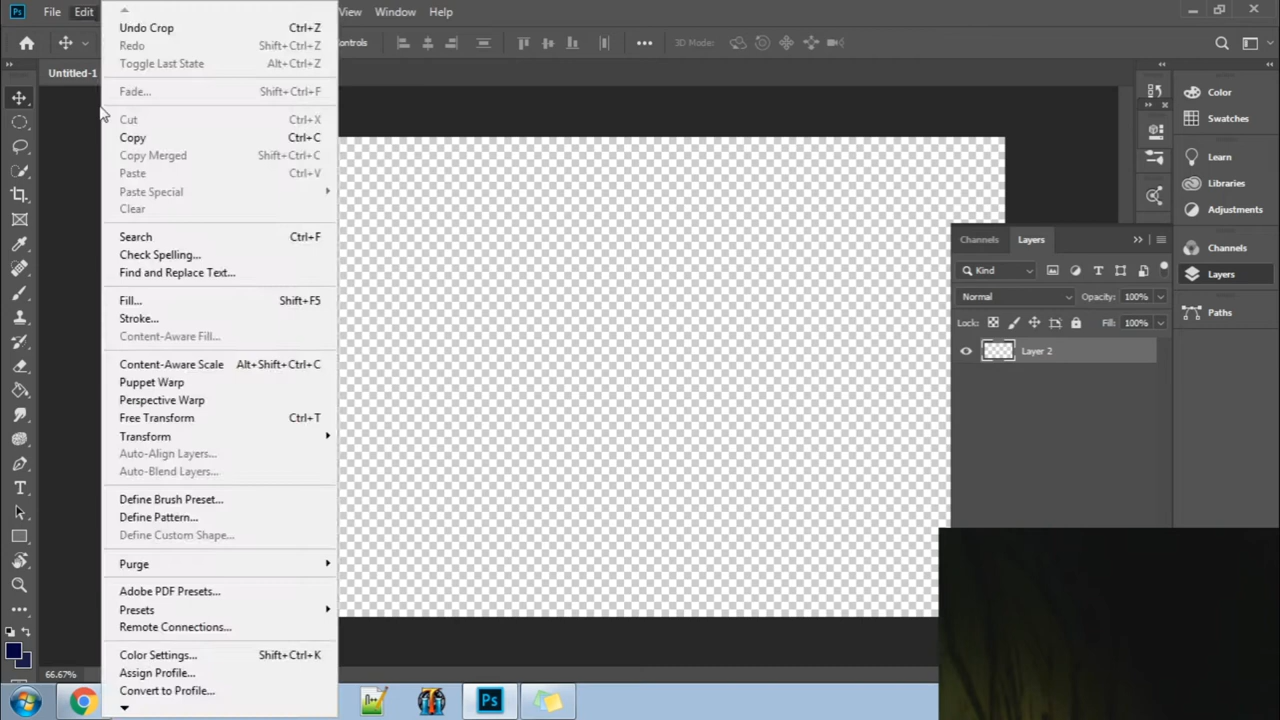 Ps File Edit View Window Help
ontrols 3D Mode:
Untitled-1
Undo Crop Ctrl+Z
Redo Shift+Ctrl+Z
Toggle Last State Alt+Ctrl+Z
Fade... Shift+Ctrl+F
Cut Ctrl+X
Copy Ctrl+C
Copy Merged Shift+Ctrl+C
Paste Ctrl+V
Paste Special
Clear
Search Ctrl+F
Check Spelling...
Find and Replace Text...
Fill... Shift+F5
Stroke...
Content-Aware Fill...
Content-Aware Scale Alt+Shift+Ctrl+C
Puppet Warp
Perspective Warp
Free Transform Ctrl+T
Transform
Auto-Align Layers...
Auto-Blend Layers...
Define Brush Preset...
Define Pattern...
Define Custom Shape...
Purge
Adobe PDF Presets...
Presets
Remote Connections...
Color Settings... Shift+Ctrl+K
Assign Profile...
Convert to Profile...
Color
Swatches
Learn
Libraries
Adjustments
Channels
Layers
Paths
Channels Layers
Kind
Normal Opacity: 100%
Lock: Fill: 100%
Layer 2
66.67%
Ps